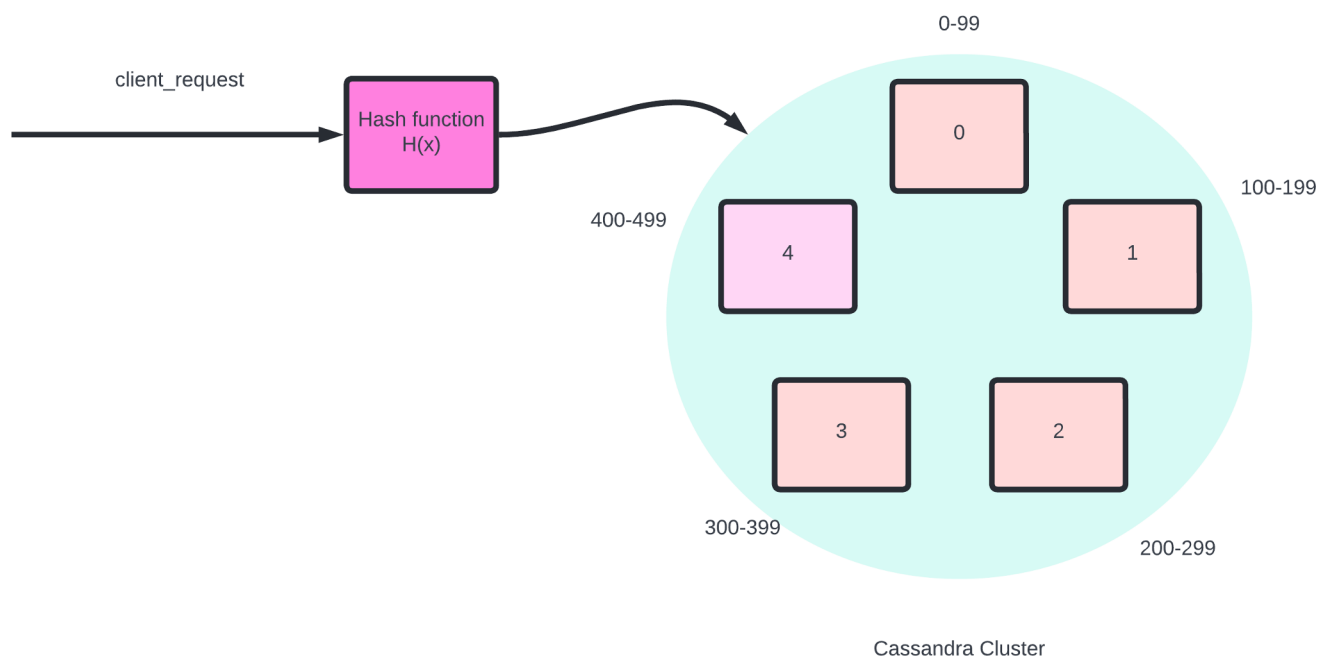 0-99
client_request
Hash function
H(x)
0
100-199
400-499
4
1
3
2
300-399
200-299
Cassandra Cluster